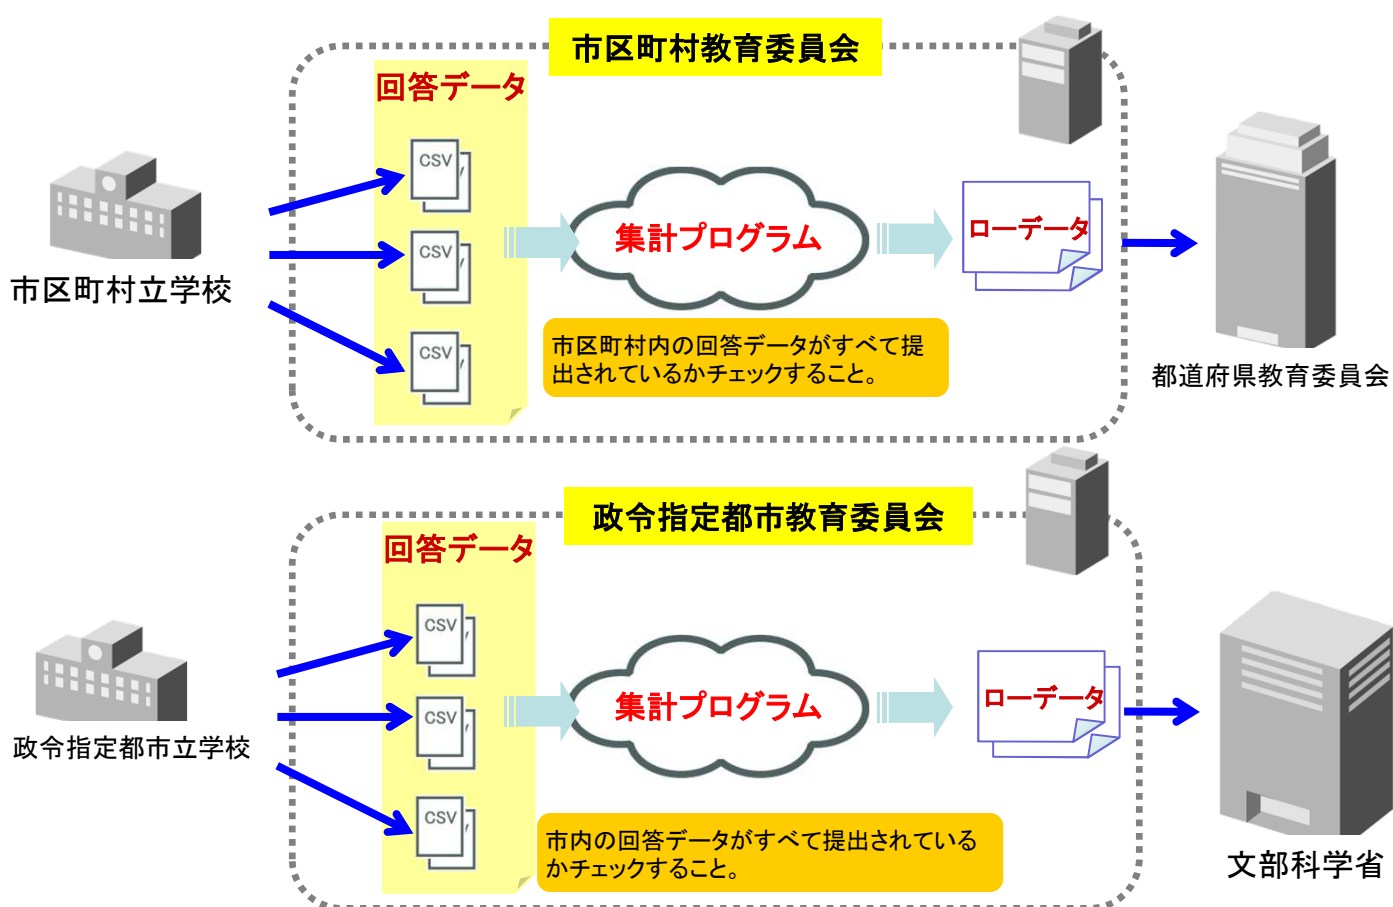 市区町村教育委員会
回答データ
CSV
CSV
CSV
集計プログラム
ローデータ
市区町村立学校
市区町村内の回答データがすべて提
出されているかチェックすること。
都道府県教育委員会
政令指定都市教育委員会
回答データ
CSV
CSV
CSV
集計プログラム
ローデータ
政令指定都市立学校
市内の回答データがすべて提出されている
かチェックすること。
文部科学省